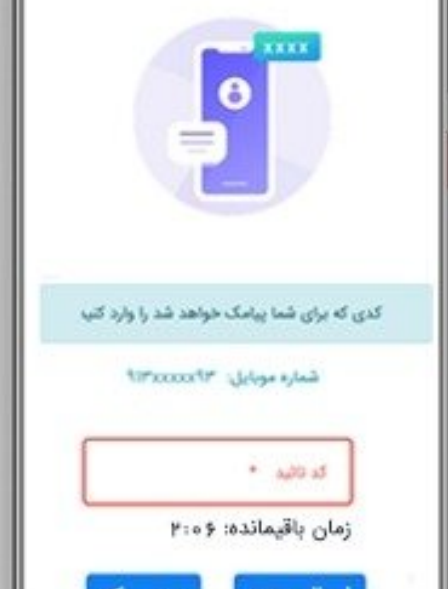 xxxx
کدی که برای شما پیامک خواهد شد را وارد کنید
شماره موبایل: ۹۱۳xxxxx۹۳
کد تائید *
زمان باقیمانده: ۲:۰۶